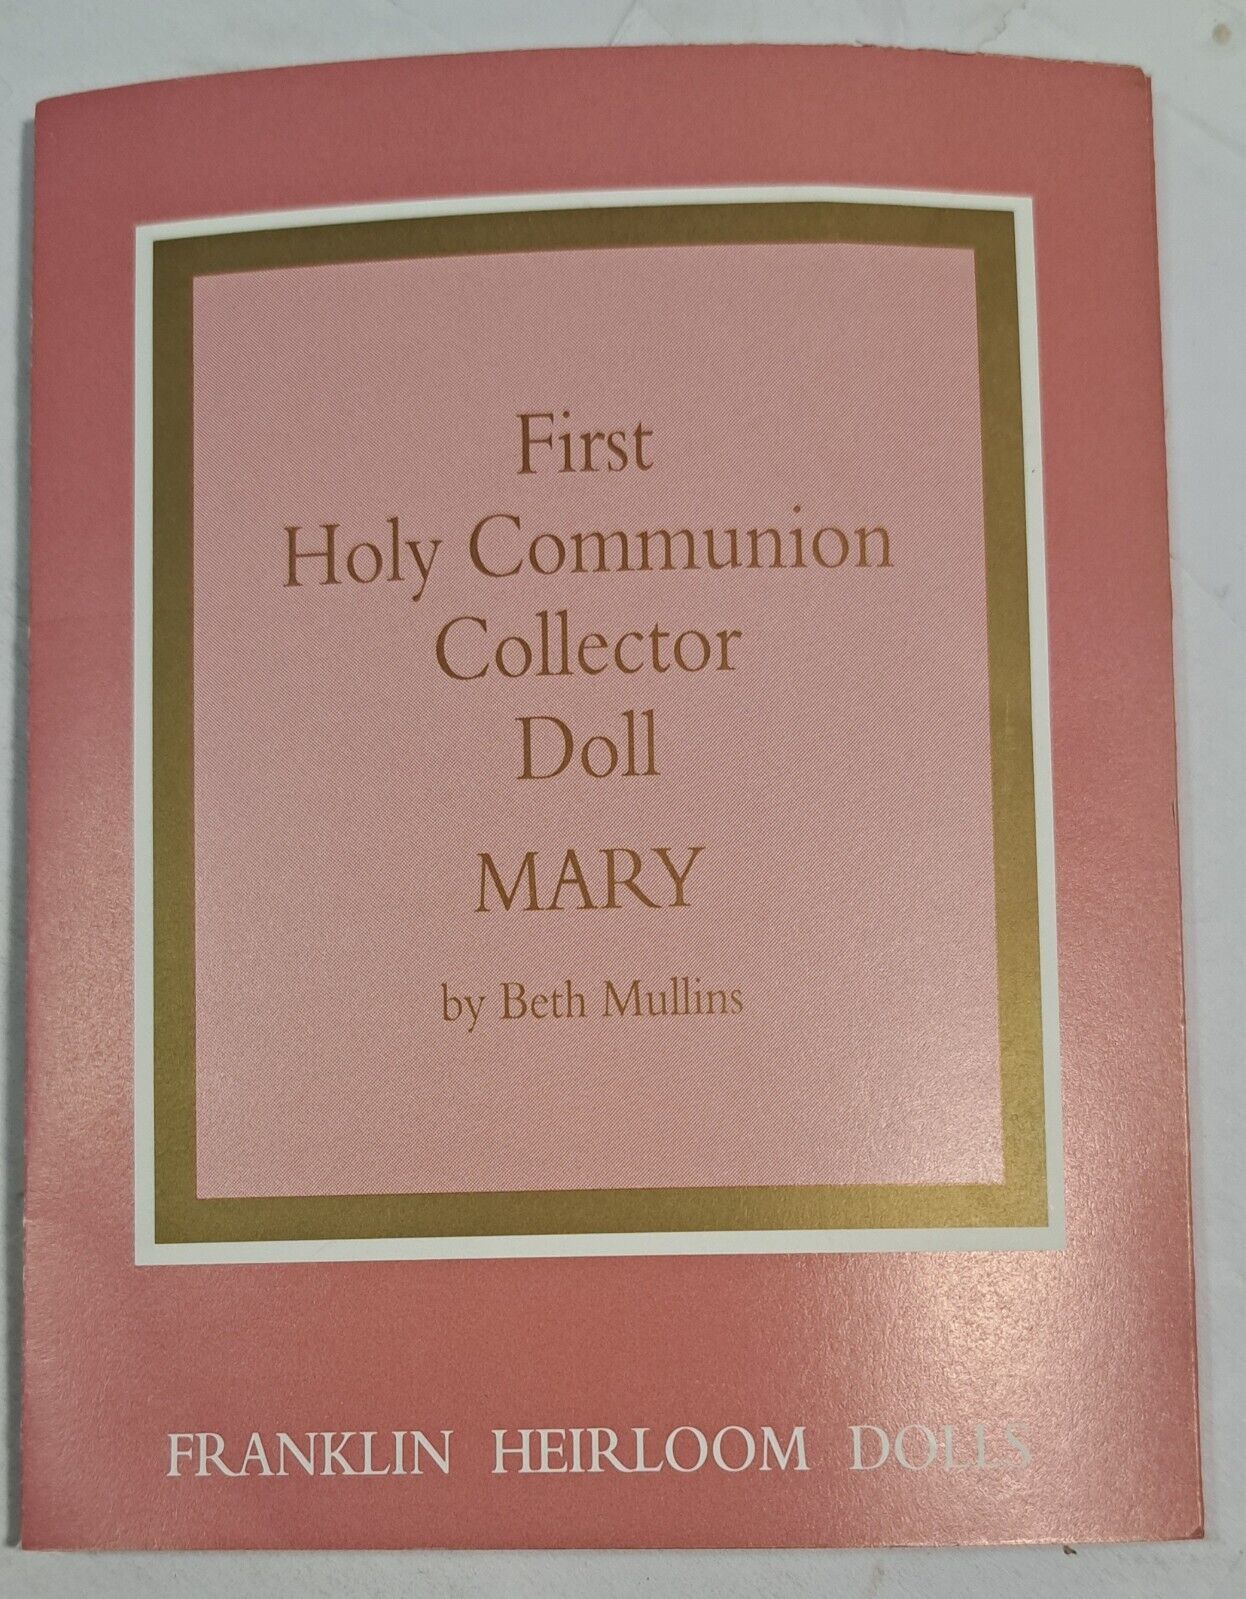 First
Holy Communion
Collector
Doll
MARY
by Beth Mullins
FRANKLIN HEIRLOOM DOLLS